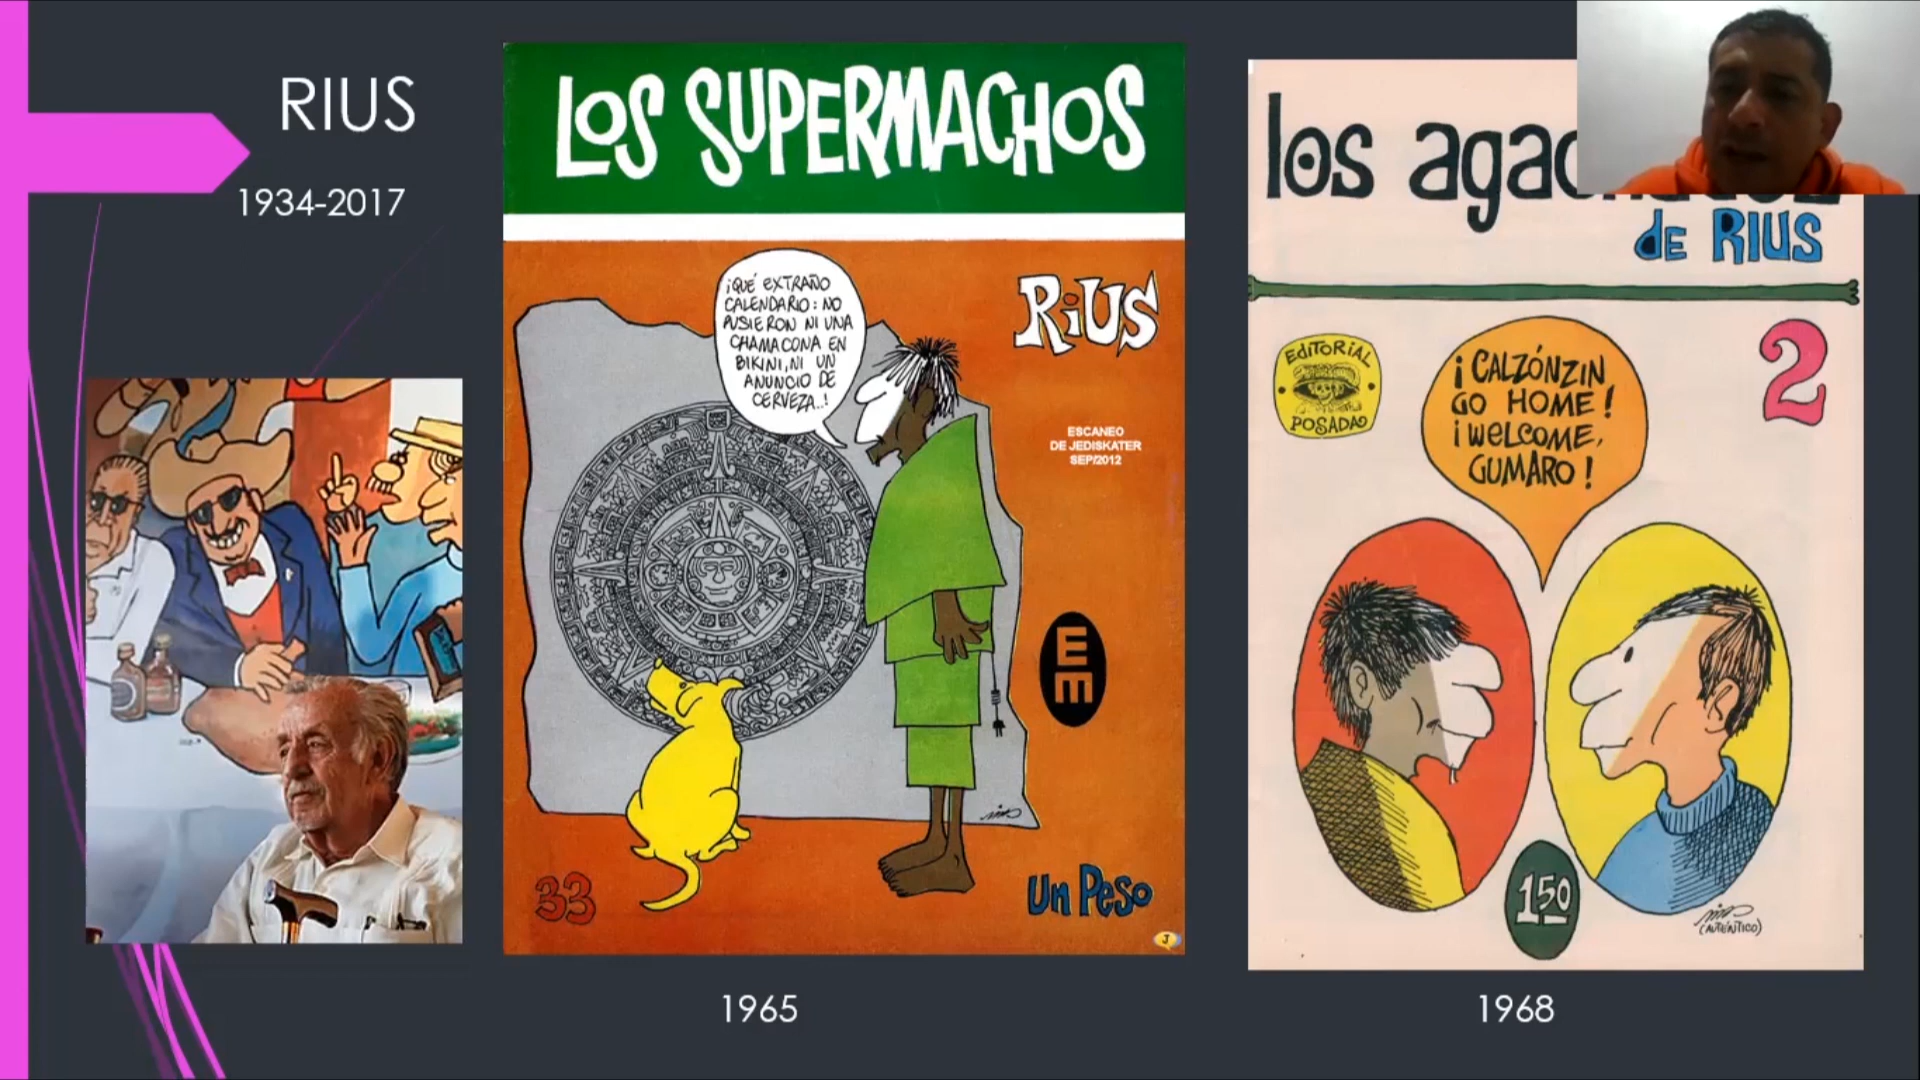 RIUS
1934-2017
LOS SUPERMACHOS
¡QUÉ EXTRAÑO
CALENDARIO: NO
PUSIERON NI UNA
CHAMACONA EN
BIKINI, NI UN
ANUNCIO DE
CERVEZA..!
RIUS
ESCANEO
DE JEDISKATER
SEP/2012
EM
33
Un Peso
J
1965
los agac
de RIUS
EDITORIAL
POSADA
2
¡CALZÓNZIN
GO HOME!
¡WELCOME,
GUMARO!
150
RIUS
(AUTÉNTICO)
1968